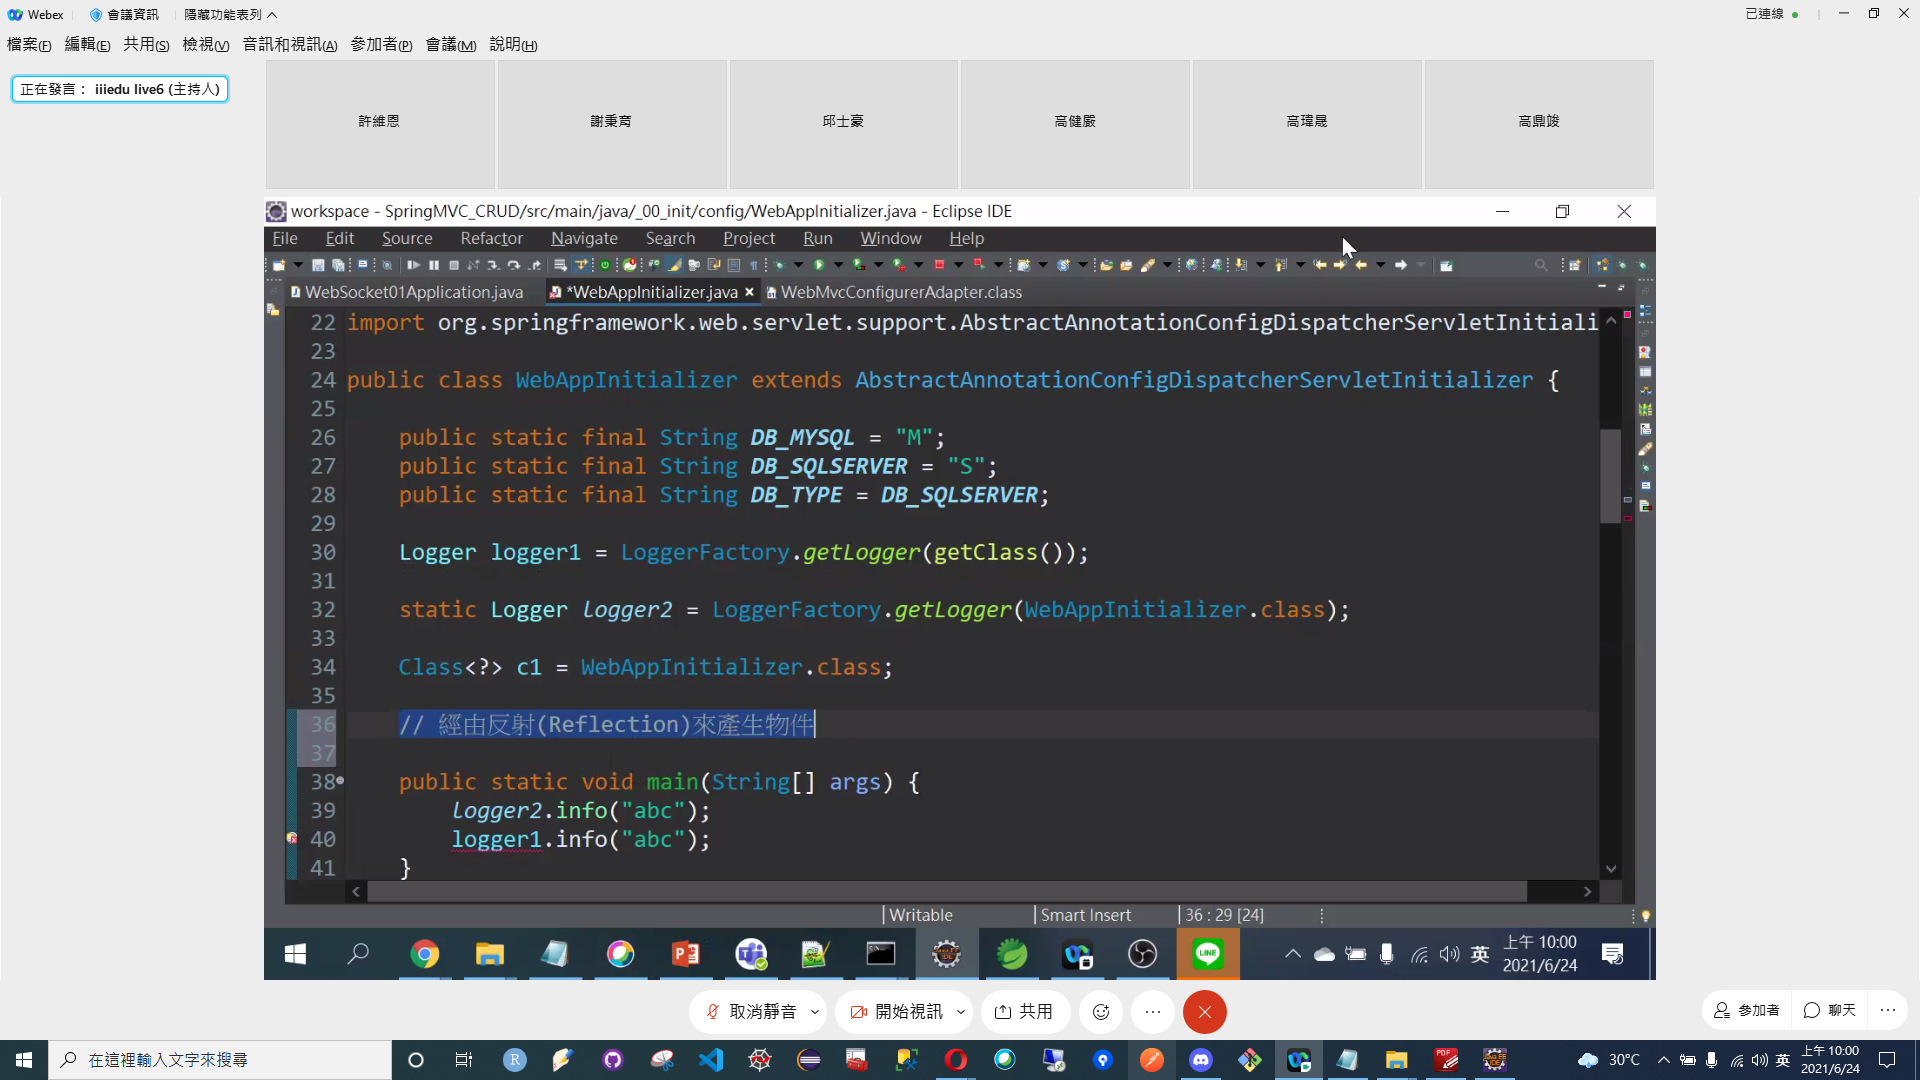 Webex 會議資訊 隱藏功能表列 已連線
檔案(F) 編輯(E) 共用(S) 檢視(V) 音訊和視訊(A) 參加者(P) 會議(M) 說明(H)
正在發言： iiiedu live6 (主持人)
許維恩 謝秉育 邱士豪 高健嚴 高瑋晟 高鼎竣
workspace - SpringMVC_CRUD/src/main/java/_00_init/config/WebAppInitializer.java - Eclipse IDE
File Edit Source Refactor Navigate Search Project Run Window Help
WebSocket01Application.java *WebAppInitializer.java WebMvcConfigurerAdapter.class
22 import org.springframework.web.servlet.support.AbstractAnnotationConfigDispatcherServletInitiali
23
24 public class WebAppInitializer extends AbstractAnnotationConfigDispatcherServletInitializer {
25
26 public static final String DB_MYSQL = "M";
27 public static final String DB_SQLSERVER = "S";
28 public static final String DB_TYPE = DB_SQLSERVER;
29
30 Logger logger1 = LoggerFactory.getLogger(getClass());
31
32 static Logger logger2 = LoggerFactory.getLogger(WebAppInitializer.class);
33
34 Class<?> c1 = WebAppInitializer.class;
35
36 // 經由反射(Reflection)來產生物件
37
38 public static void main(String[] args) {
39 logger2.info("abc");
40 logger1.info("abc");
41 }
Writable Smart Insert 36 : 29 [24]
英 上午 10:00
2021/6/24
取消靜音 開始視訊 共用 參加者 聊天
在這裡輸入文字來搜尋 30°C 英 上午 10:00
2021/6/24